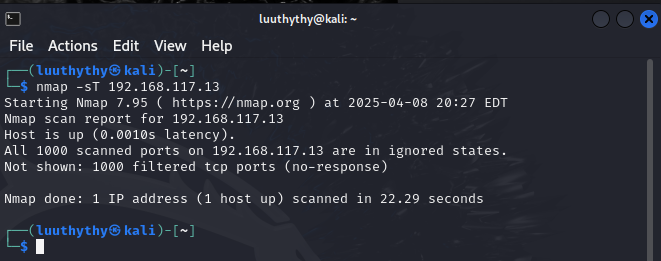 luuthythy@kali: ~
File Actions Edit View Help
┌──(luuthythy㉿kali)-[~]
└─$ nmap -sT 192.168.117.13
Starting Nmap 7.95 ( https://nmap.org ) at 2025-04-08 20:27 EDT
Nmap scan report for 192.168.117.13
Host is up (0.0010s latency).
All 1000 scanned ports on 192.168.117.13 are in ignored states.
Not shown: 1000 filtered tcp ports (no-response)
Nmap done: 1 IP address (1 host up) scanned in 22.29 seconds
┌──(luuthythy㉿kali)-[~]
└─$